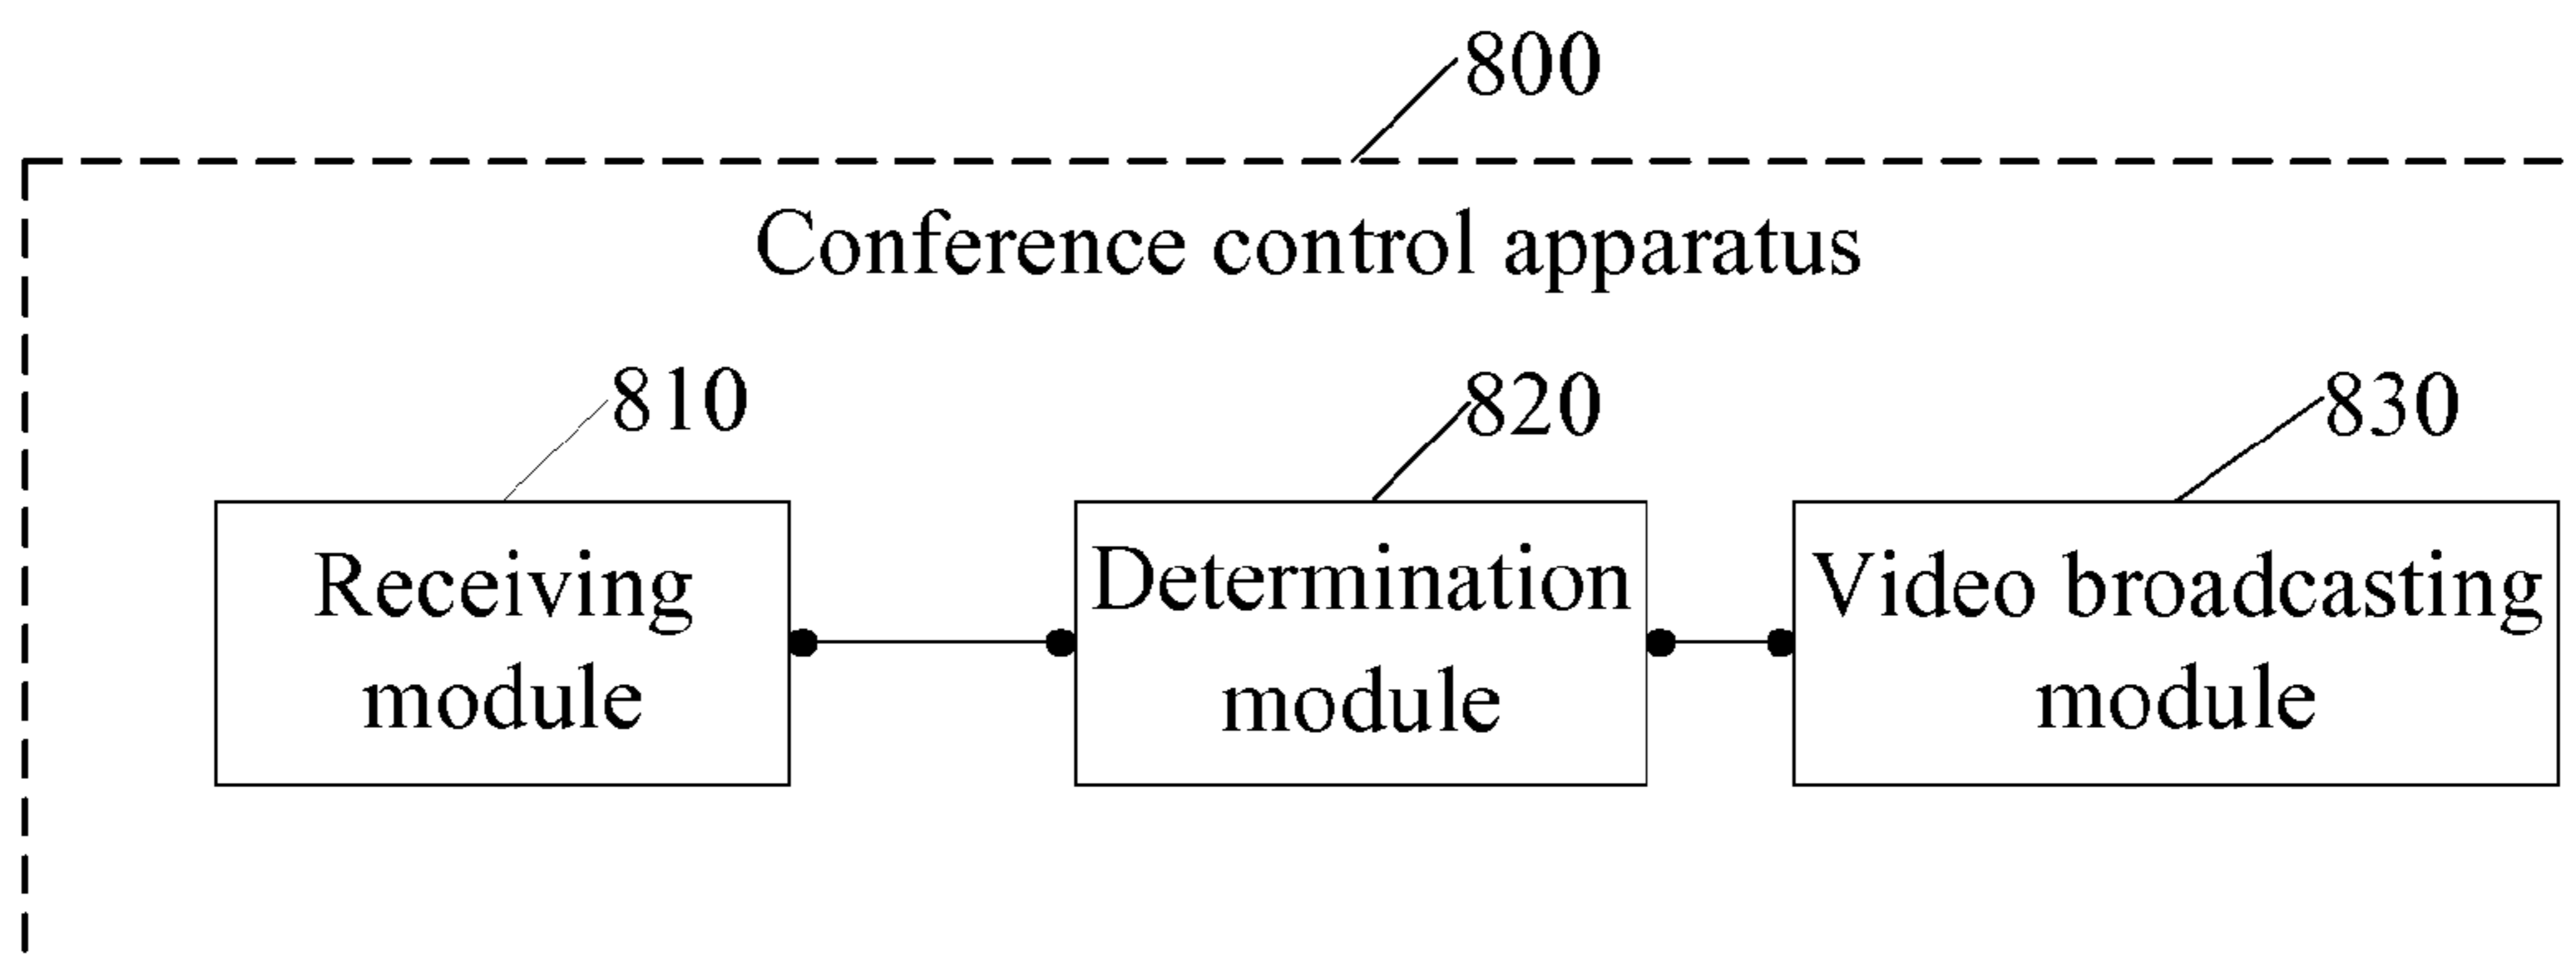 800
Conference control apparatus
810
820
830
Receiving
module
Determination
module
Video broadcasting
module